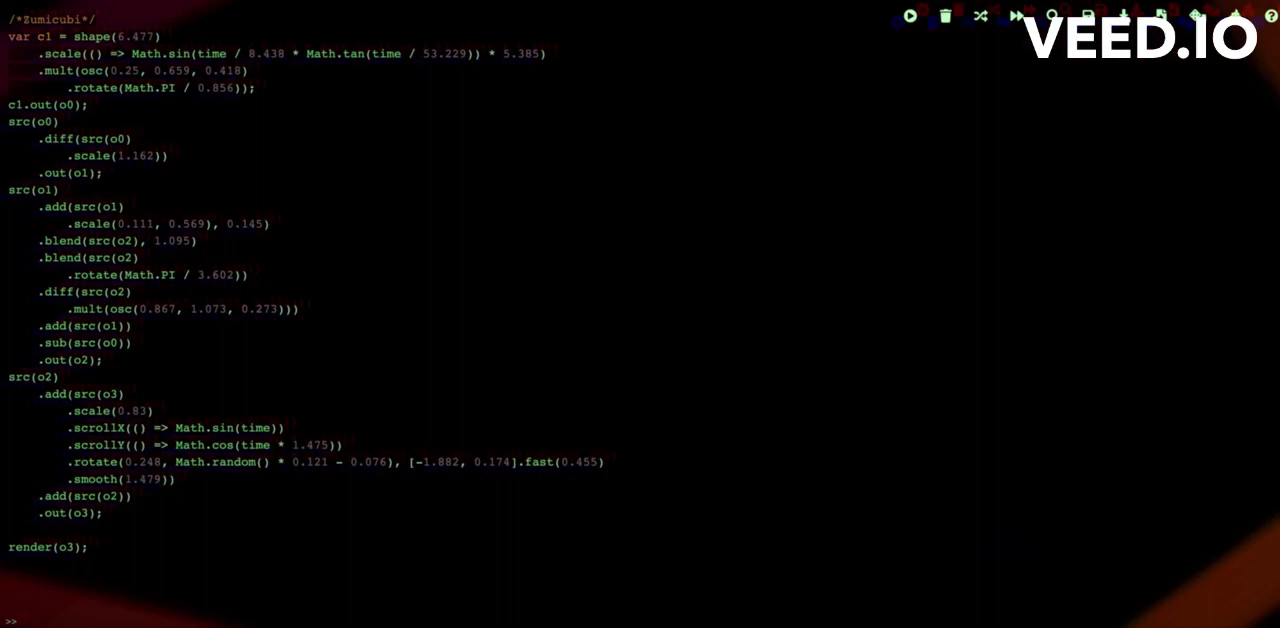 /*Zumicubi*/
VEED.IO
var c1 = shape(6.477)
    .scale(() => Math.sin(time / 8.438 * Math.tan(time / 53.229)) * 5.385)
    .mult(osc(0.25, 0.659, 0.418)
        .rotate(Math.PI / 0.856));
c1.out(o0);
src(o0)
    .diff(src(o0)
        .scale(1.162))
    .out(o1);
src(o1)
    .add(src(o1)
        .scale(0.111, 0.569), 0.145)
    .blend(src(o2), 1.095)
    .blend(src(o2)
        .rotate(Math.PI / 3.602))
    .diff(src(o2)
        .mult(osc(0.867, 1.073, 0.273)))
    .add(src(o1))
    .sub(src(o0))
    .out(o2);
src(o2)
    .add(src(o3)
        .scale(0.83)
        .scrollX(() => Math.sin(time))
        .scrollY(() => Math.cos(time * 1.475))
        .rotate(0.248, Math.random() * 0.121 - 0.076), [-1.882, 0.174].fast(0.455)
        .smooth(1.479))
    .add(src(o2))
    .out(o3);
render(o3);
>>